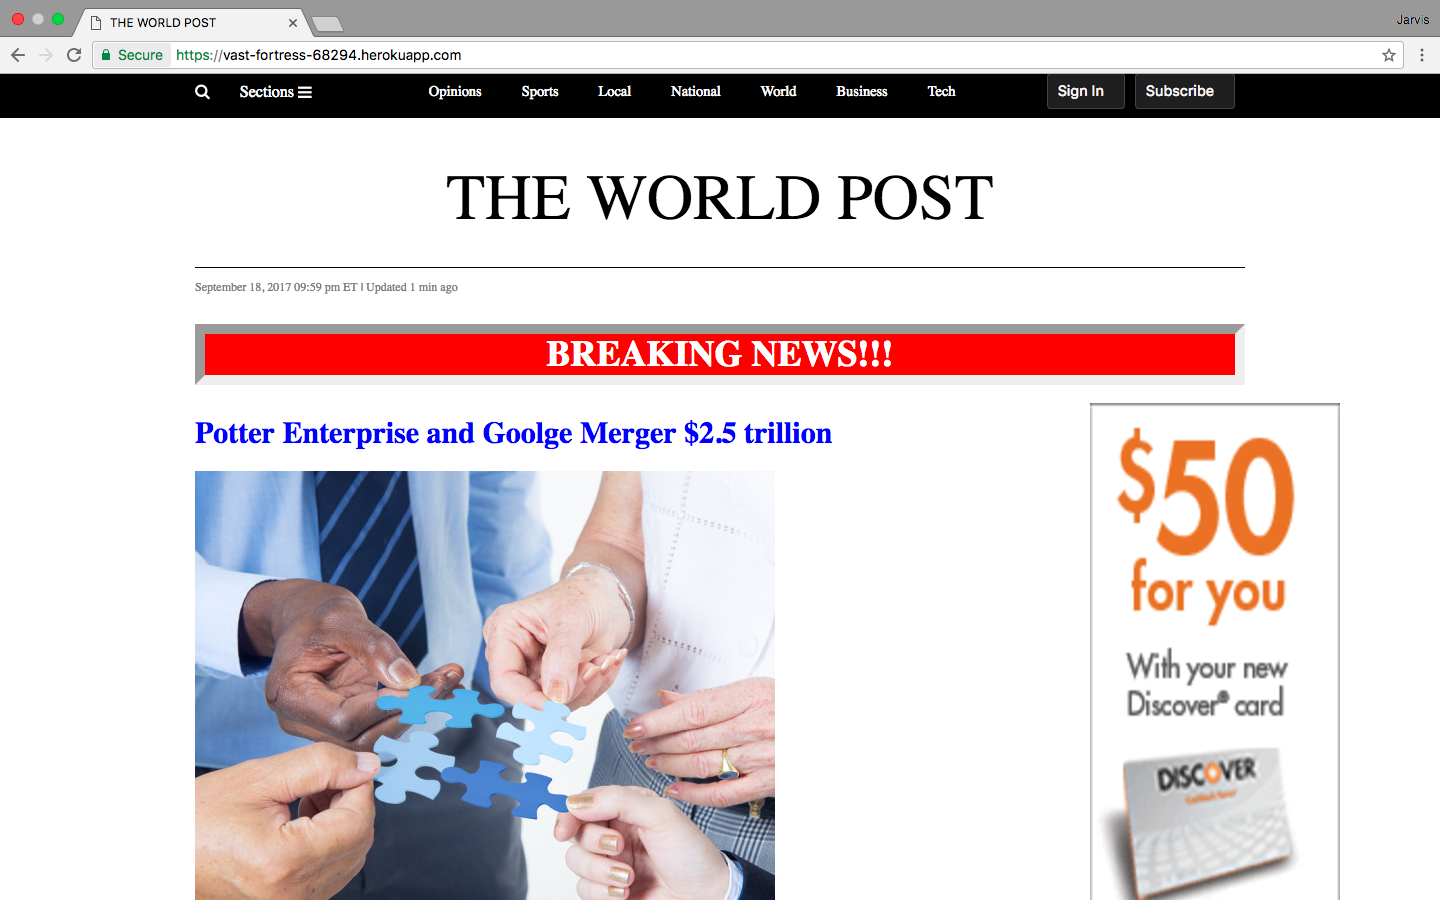 THE WORLD POST
Jarvis
Secure https://vast-fortress-68294.herokuapp.com
Sections Opinions Sports Local National World Business Tech Sign In Subscribe
THE WORLD POST
September 18, 2017 09:59 pm ET | Updated 1 min ago
BREAKING NEWS!!!
Potter Enterprise and Goolge Merger $2.5 trillion
$50
for you
With your new
Discover® card
DISCOVER